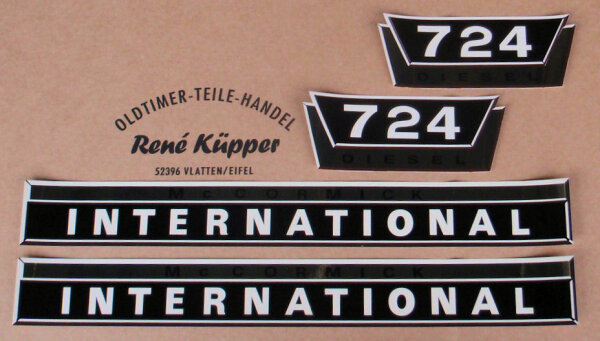 724
DIESEL
724
DIESEL
OLDTIMER-TEILE-HANDEL
René Küpper
52396 VLATTEN/EIFEL
McCORMICK
INTERNATIONAL
McCORMICK
INTERNATIONAL